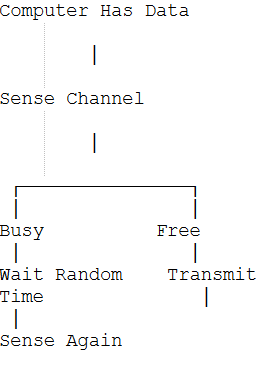 Computer Has Data
Sense Channel
Busy Free
Wait Random Transmit
Time
Sense Again